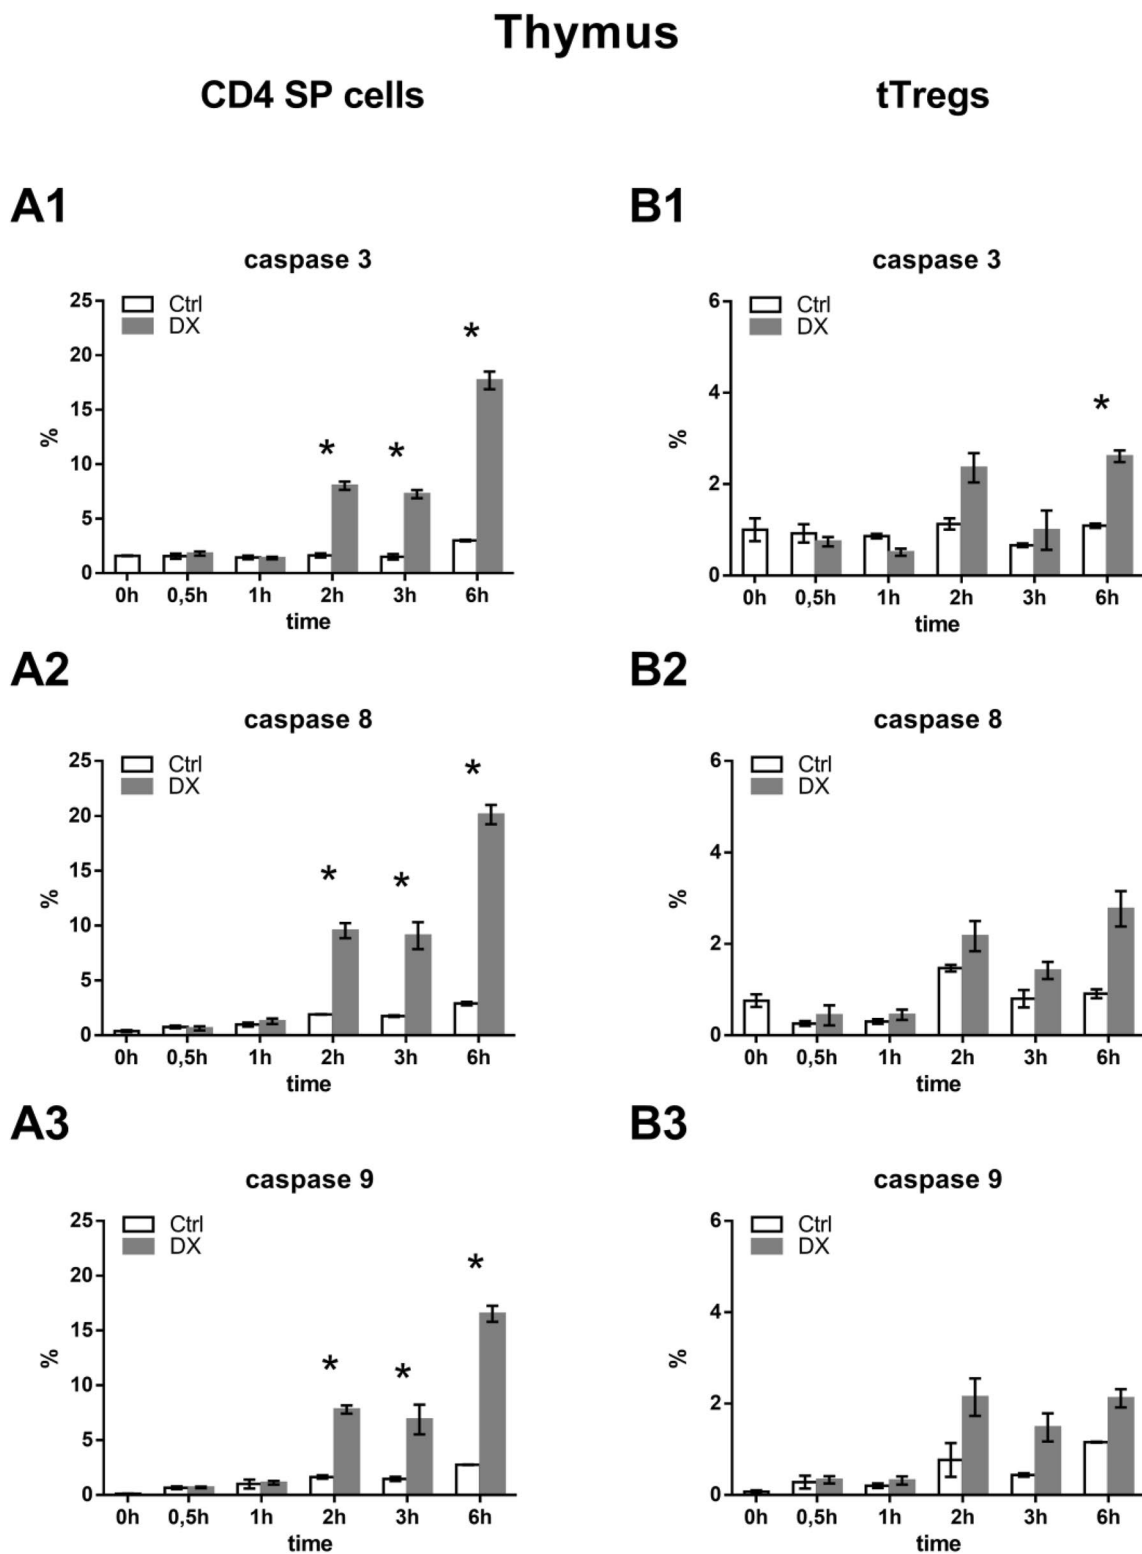 Thymus
CD4 SP cells
tTregs
A1
caspase 3
Ctrl
DX
25
20
15
10
5
0
%
*
*
*
0h 0,5h 1h 2h 3h 6h
time
B1
caspase 3
Ctrl
DX
6
4
2
0
%
*
0h 0,5h 1h 2h 3h 6h
time
A2
caspase 8
Ctrl
DX
25
20
15
10
5
0
%
*
*
*
0h 0,5h 1h 2h 3h 6h
time
B2
caspase 8
Ctrl
DX
6
4
2
0
%
0h 0,5h 1h 2h 3h 6h
time
A3
caspase 9
Ctrl
DX
25
20
15
10
5
0
%
*
*
*
0h 0,5h 1h 2h 3h 6h
time
B3
caspase 9
Ctrl
DX
6
4
2
0
%
0h 0,5h 1h 2h 3h 6h
time